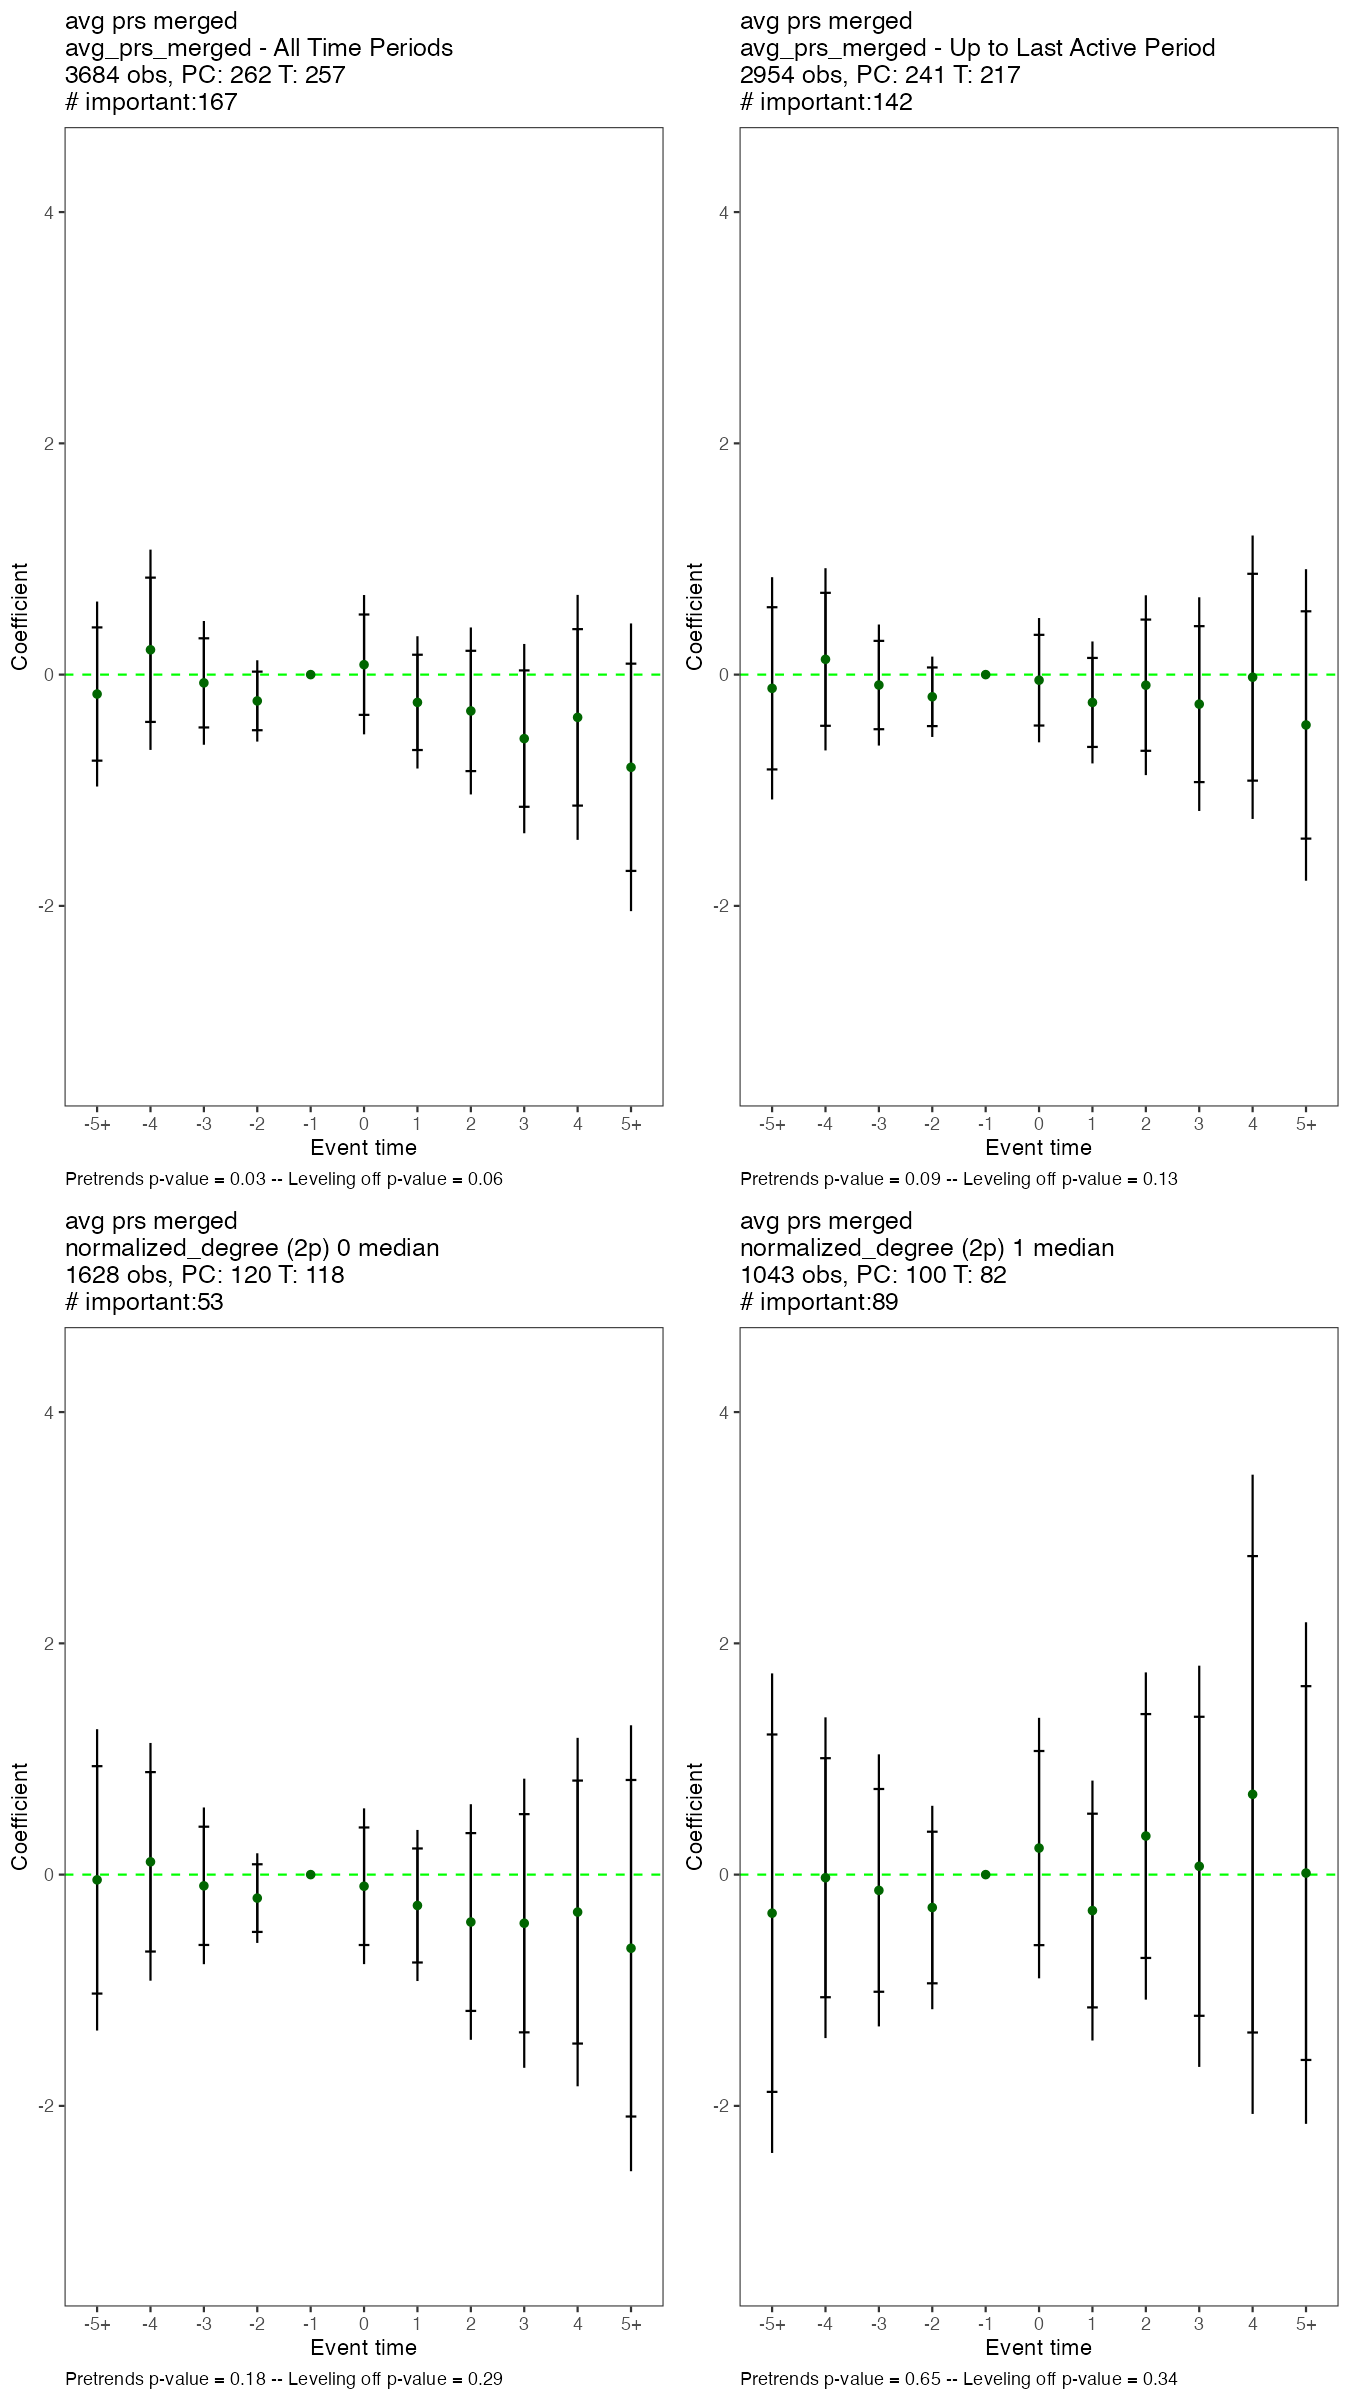 avg prs merged
avg_prs_merged - All Time Periods
3684 obs, PC: 262 T: 257
# important:167
4
2
0
-2
Coefficient
-5+ -4 -3 -2 -1 0 1 2 3 4 5+
Event time
Pretrends p-value = 0.03 -- Leveling off p-value = 0.06
avg prs merged
avg_prs_merged - Up to Last Active Period
2954 obs, PC: 241 T: 217
# important:142
4
2
0
-2
Coefficient
-5+ -4 -3 -2 -1 0 1 2 3 4 5+
Event time
Pretrends p-value = 0.09 -- Leveling off p-value = 0.13
avg prs merged
normalized_degree (2p) 0 median
1628 obs, PC: 120 T: 118
# important:53
4
2
0
-2
Coefficient
-5+ -4 -3 -2 -1 0 1 2 3 4 5+
Event time
Pretrends p-value = 0.18 -- Leveling off p-value = 0.29
avg prs merged
normalized_degree (2p) 1 median
1043 obs, PC: 100 T: 82
# important:89
4
2
0
-2
Coefficient
-5+ -4 -3 -2 -1 0 1 2 3 4 5+
Event time
Pretrends p-value = 0.65 -- Leveling off p-value = 0.34